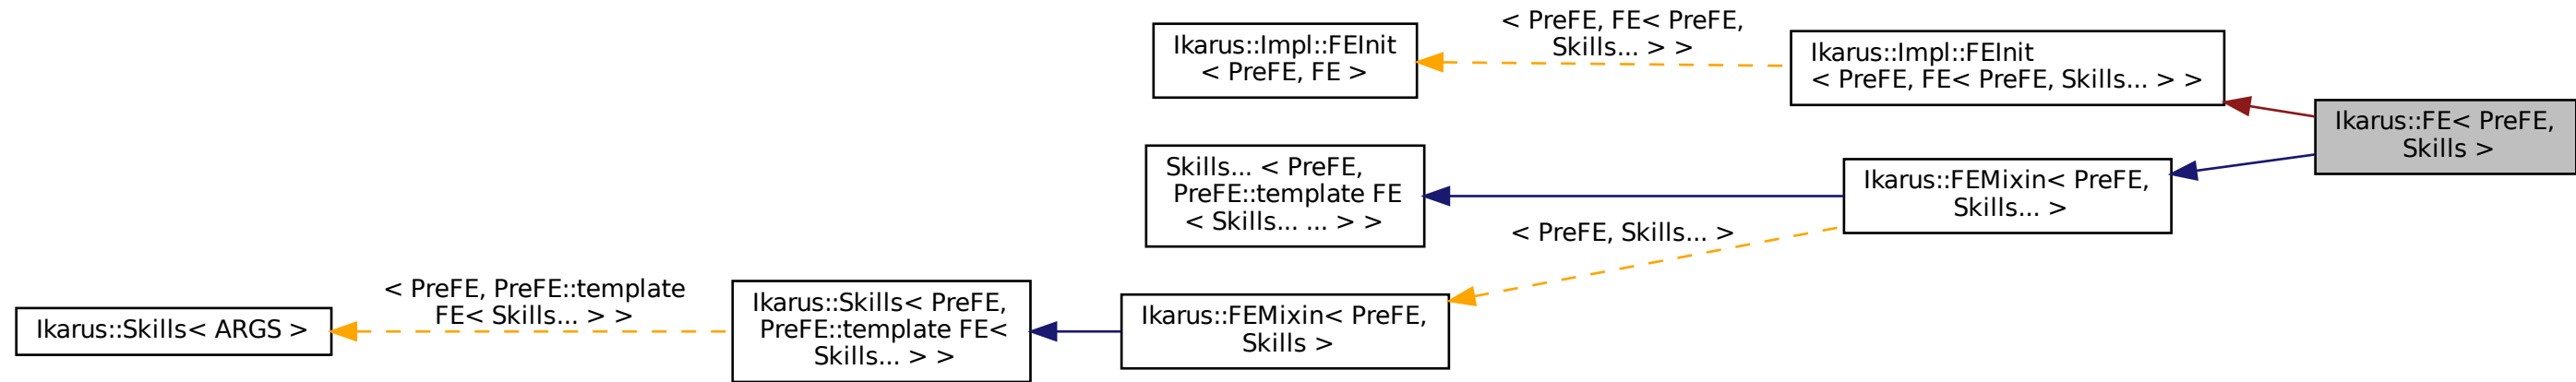 Ikarus::Impl::FEInit
< PreFE, FE >
< PreFE, FE< PreFE,
Skills... > >
Ikarus::Impl::FEInit
< PreFE, FE< PreFE, Skills... > >
Ikarus::FE< PreFE,
Skills >
Skills... < PreFE,
PreFE::template FE
< Skills... ... > >
Ikarus::FEMixin< PreFE,
Skills... >
< PreFE, Skills... >
Ikarus::Skills< ARGS >
< PreFE, PreFE::template
FE< Skills... > >
Ikarus::Skills< PreFE,
PreFE::template FE<
Skills... > >
Ikarus::FEMixin< PreFE,
Skills >